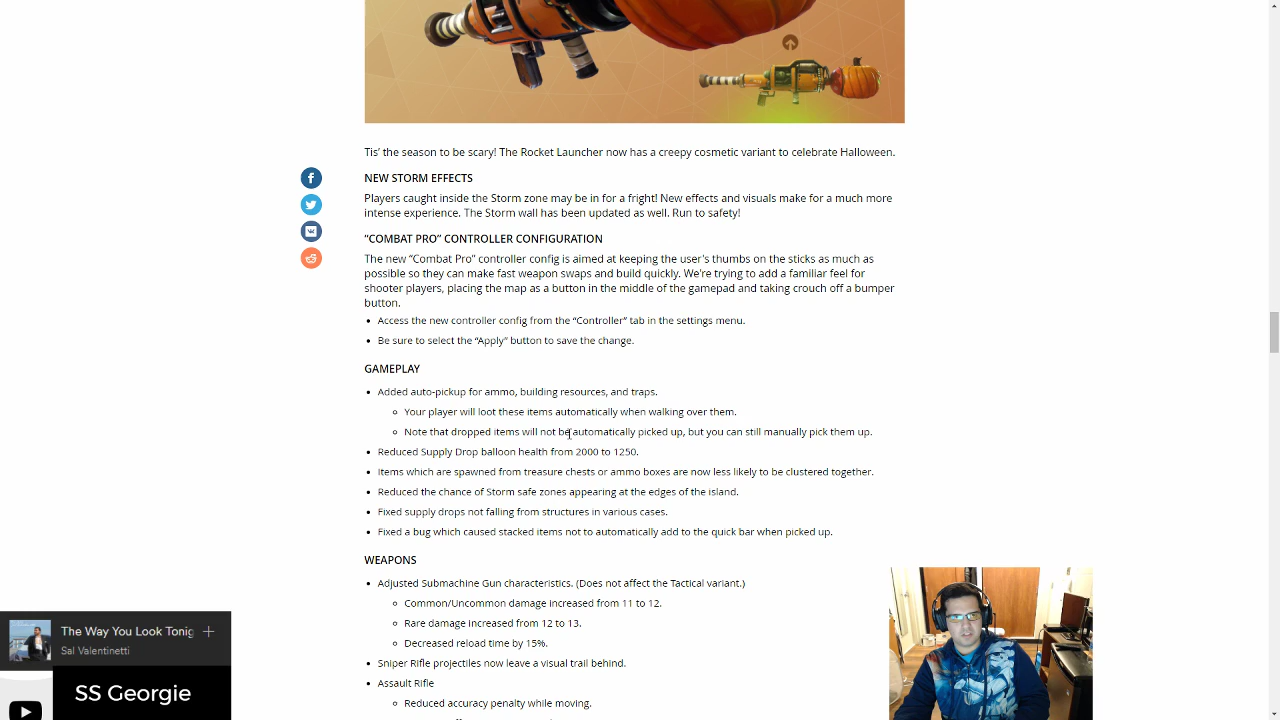 Tis’ the season to be scary! The Rocket Launcher now has a creepy cosmetic variant to celebrate Halloween.
NEW STORM EFFECTS
Players caught inside the Storm zone may be in for a fright! New effects and visuals make for a much more
intense experience. The Storm wall has been updated as well. Run to safety!
“COMBAT PRO” CONTROLLER CONFIGURATION
The new “Combat Pro” controller config is aimed at keeping the user’s thumbs on the sticks as much as
possible so they can make fast weapon swaps and build quickly. We’re trying to add a familiar feel for
shooter players, placing the map as a button in the middle of the gamepad and taking crouch off a bumper
button.
• Access the new controller config from the “Controller” tab in the settings menu.
• Be sure to select the “Apply” button to save the change.
GAMEPLAY
• Added auto-pickup for ammo, building resources, and traps.
◦ Your player will loot these items automatically when walking over them.
◦ Note that dropped items will not be automatically picked up, but you can still manually pick them up.
• Reduced Supply Drop balloon health from 2000 to 1250.
• Items which are spawned from treasure chests or ammo boxes are now less likely to be clustered together.
• Reduced the chance of Storm safe zones appearing at the edges of the island.
• Fixed supply drops not falling from structures in various cases.
• Fixed a bug which caused stacked items not to automatically add to the quick bar when picked up.
WEAPONS
• Adjusted Submachine Gun characteristics. (Does not affect the Tactical variant.)
◦ Common/Uncommon damage increased from 11 to 12.
◦ Rare damage increased from 12 to 13.
◦ Decreased reload time by 15%.
• Sniper Rifle projectiles now leave a visual trail behind.
• Assault Rifle
◦ Reduced accuracy penalty while moving.
The Way You Look Tonig
Sal Valentinetti
SS Georgie